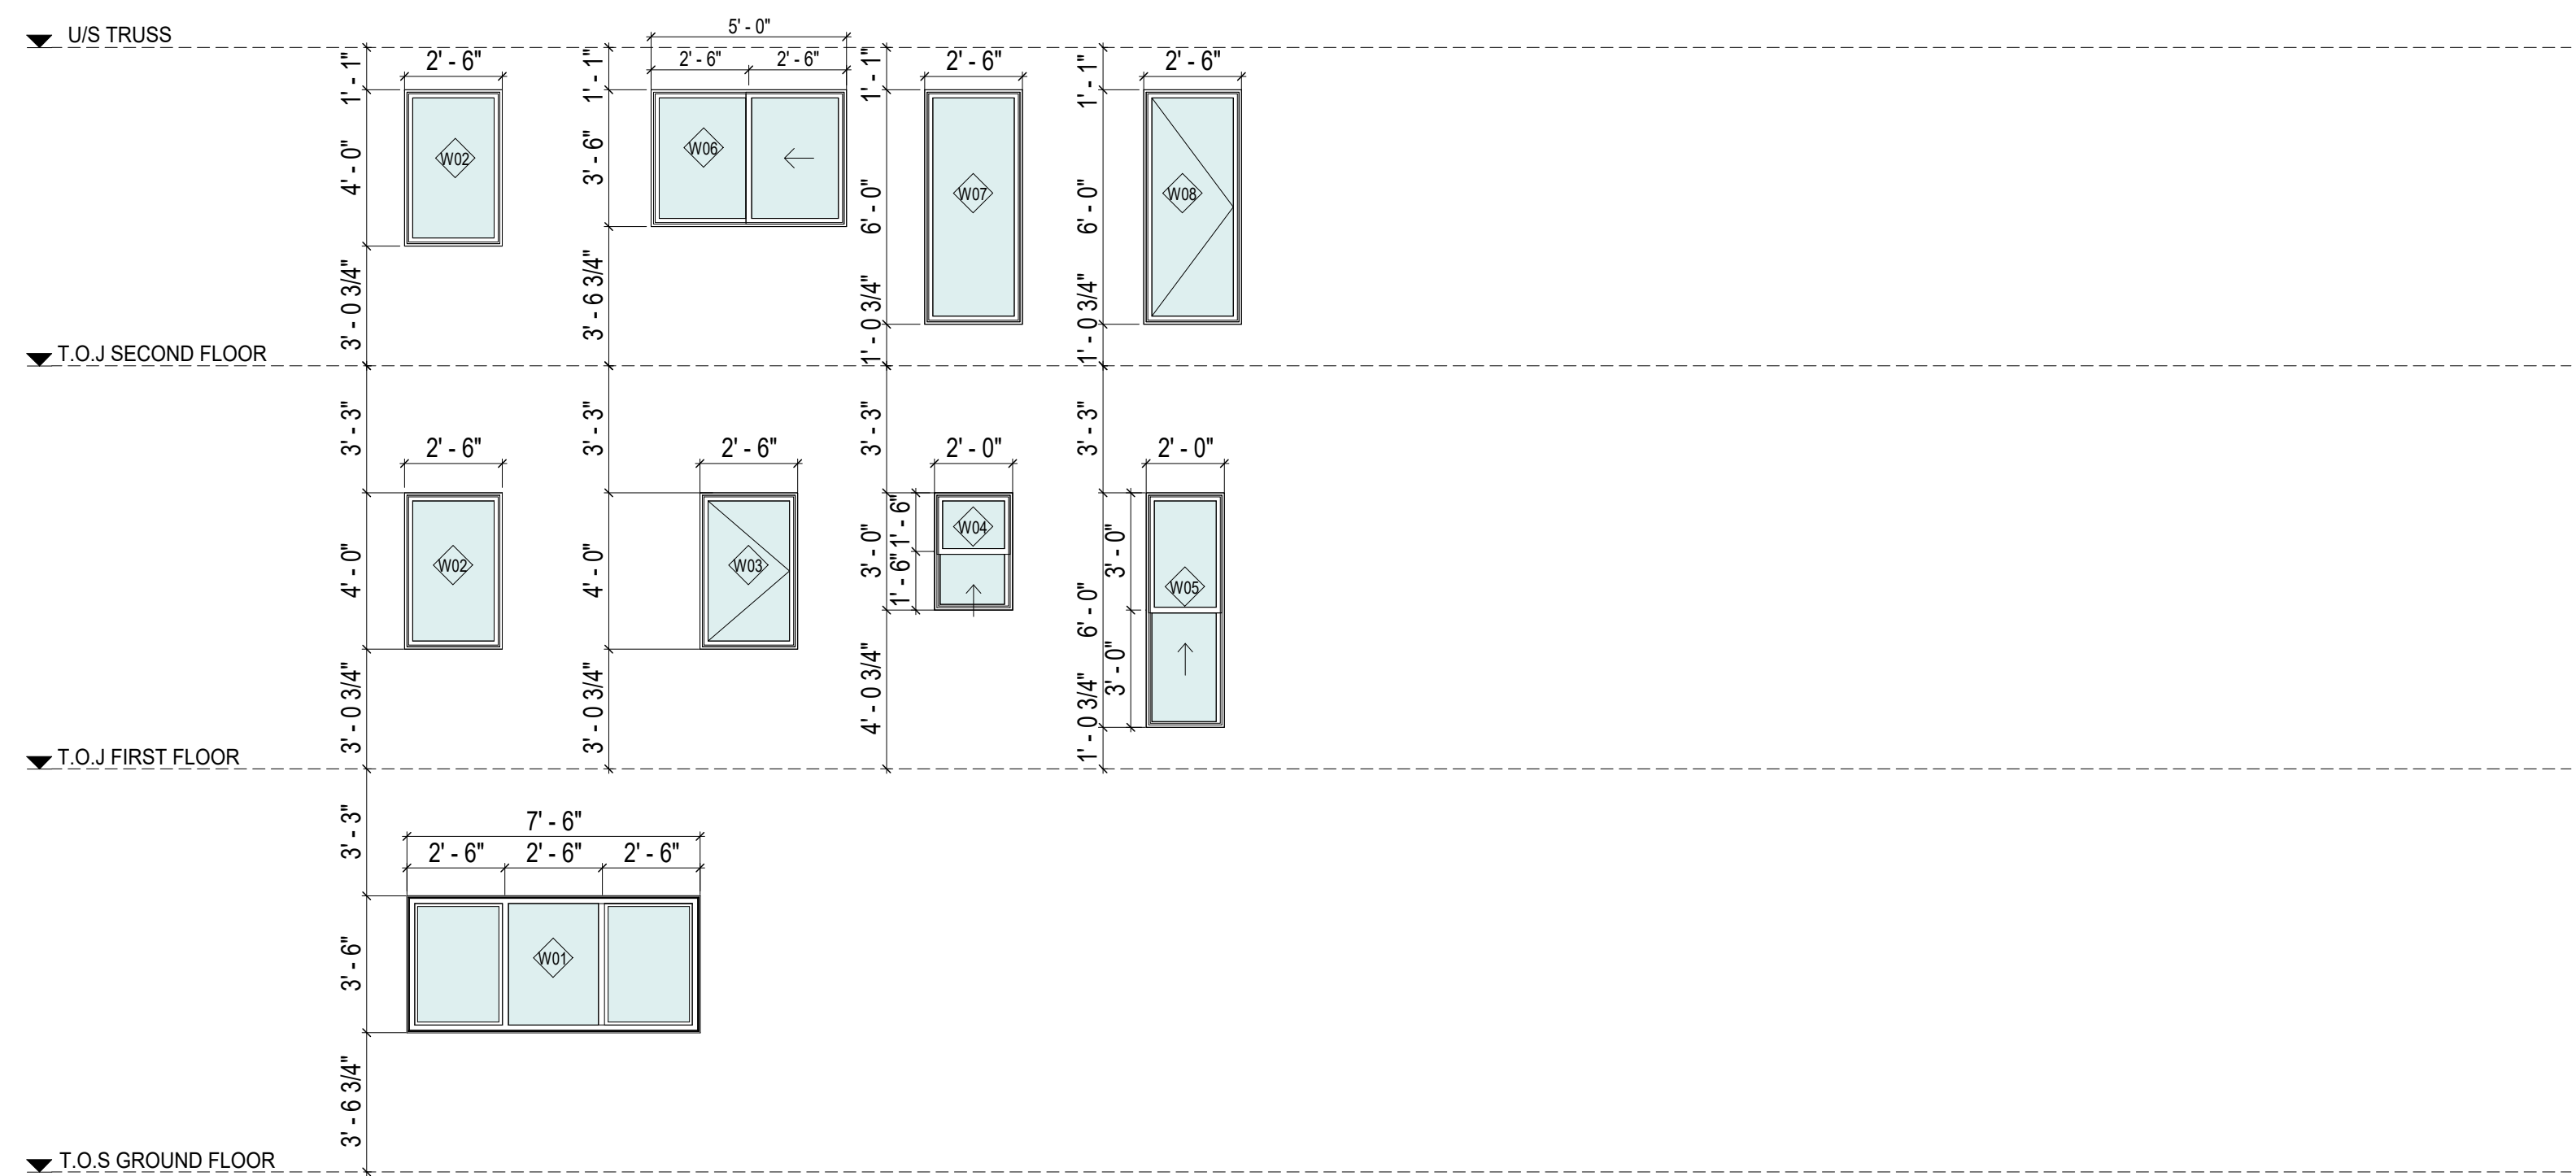 U/S TRUSS
5' - 0"
2' - 6"
2' - 6"
2' - 6"
2' - 6"
2' - 6"
1' - 1"
1' - 1"
1' - 1"
1' - 1"
4' - 0"
W02
3' - 6"
W06
6' - 0"
W07
6' - 0"
W08
3' - 0 3/4"
3' - 6 3/4"
1' - 0 3/4"
1' - 0 3/4"
T.O.J SECOND FLOOR
3' - 3"
3' - 3"
3' - 3"
3' - 3"
2' - 6"
2' - 6"
2' - 0"
2' - 0"
4' - 0"
W02
4' - 0"
W03
3' - 0"
1' - 6"
1' - 6"
W04
6' - 0"
3' - 0"
3' - 0"
W05
3' - 0 3/4"
3' - 0 3/4"
4' - 0 3/4"
1' - 0 3/4"
T.O.J FIRST FLOOR
3' - 3"
7' - 6"
2' - 6"
2' - 6"
2' - 6"
3' - 6"
W01
3' - 6 3/4"
T.O.S GROUND FLOOR